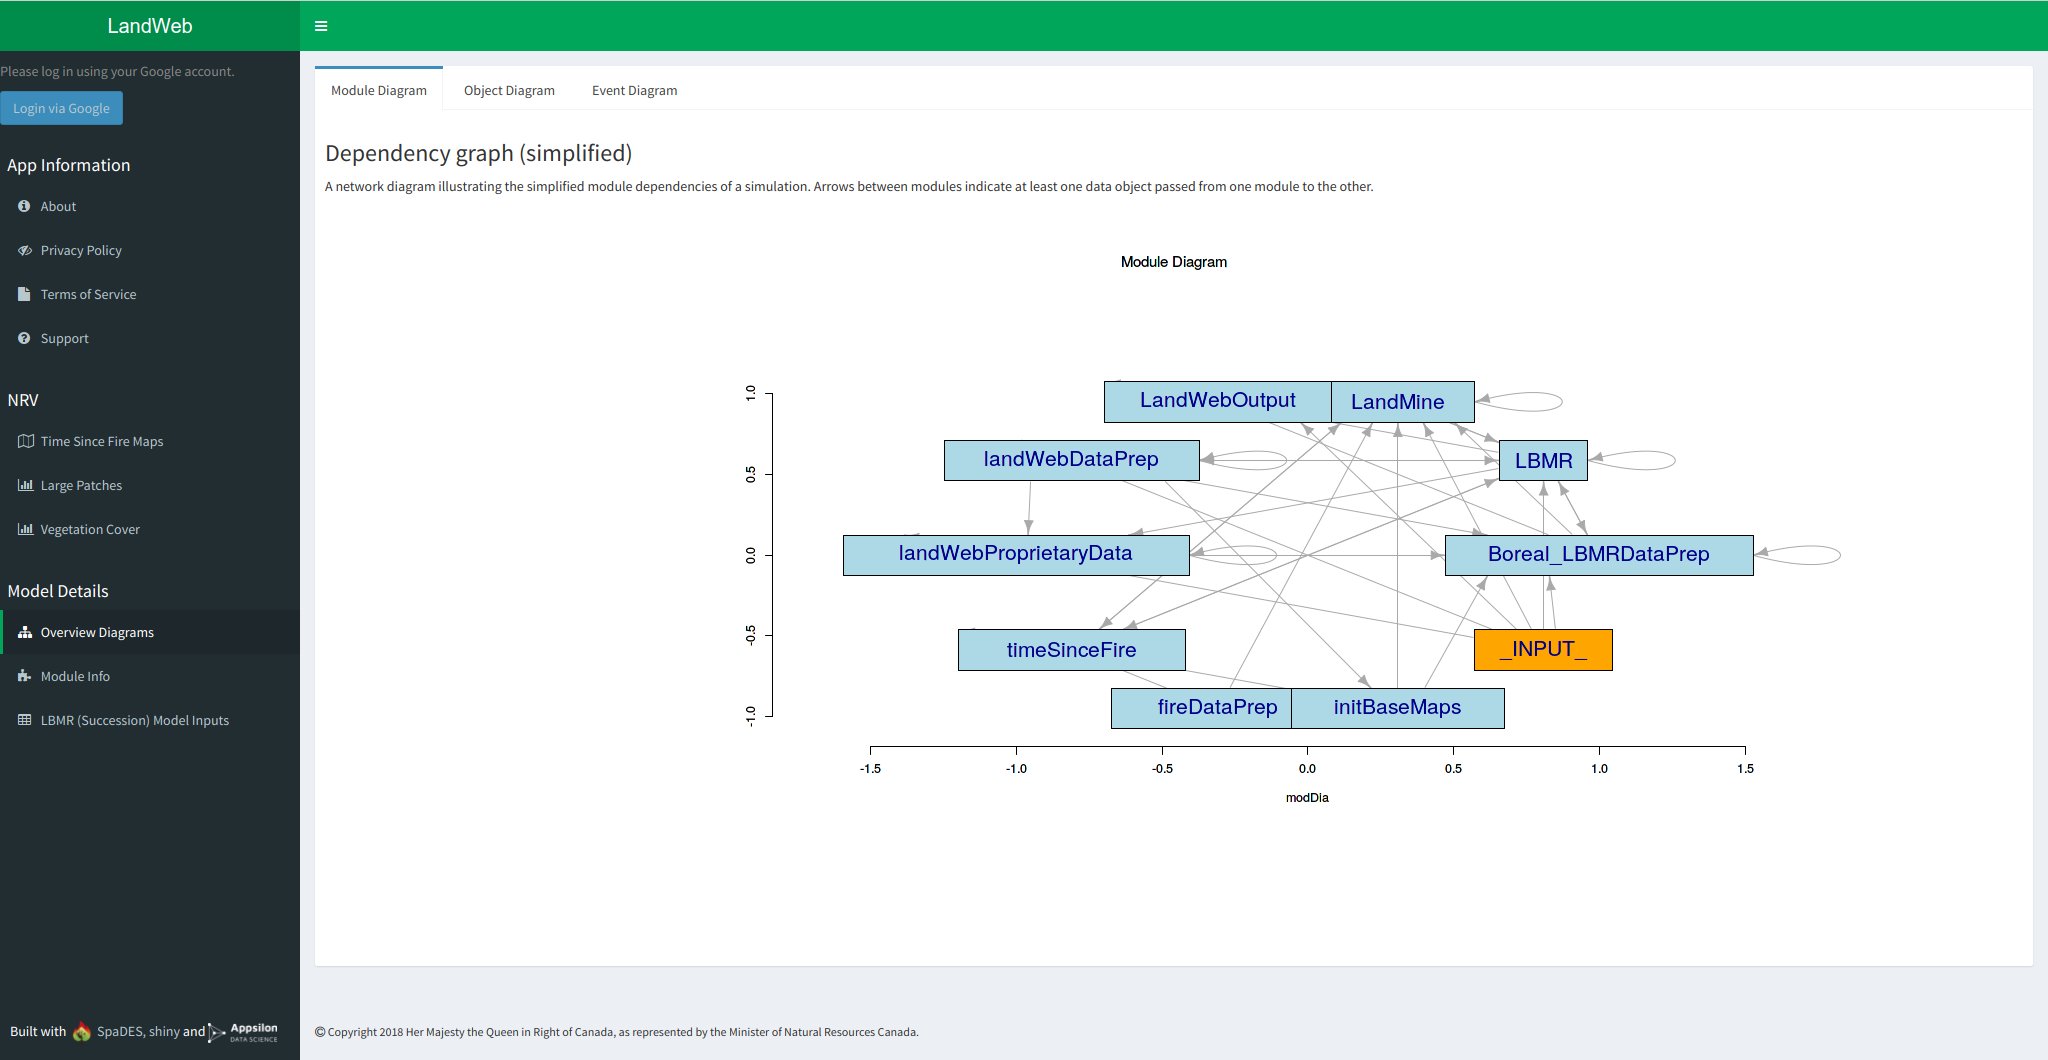 LandWeb
Please log in using your Google account.
Login via Google
App Information
About
Privacy Policy
Terms of Service
Support
NRV
Time Since Fire Maps
Large Patches
Vegetation Cover
Model Details
Overview Diagrams
Module Info
LBMR (Succession) Model Inputs
Built with SpaDES, shiny and Appsilon
DATA SCIENCE
Module Diagram Object Diagram Event Diagram
Dependency graph (simplified)
A network diagram illustrating the simplified module dependencies of a simulation. Arrows between modules indicate at least one data object passed from one module to the other.
Module Diagram
1.0
0.5
0.0
-0.5
-1.0
LandWebOutput LandMine
landWebDataPrep LBMR
landWebProprietaryData Boreal_LBMRDataPrep
timeSinceFire _INPUT_
fireDataPrep initBaseMaps
-1.5 -1.0 -0.5 0.0 0.5 1.0 1.5
modDia
© Copyright 2018 Her Majesty the Queen in Right of Canada, as represented by the Minister of Natural Resources Canada.